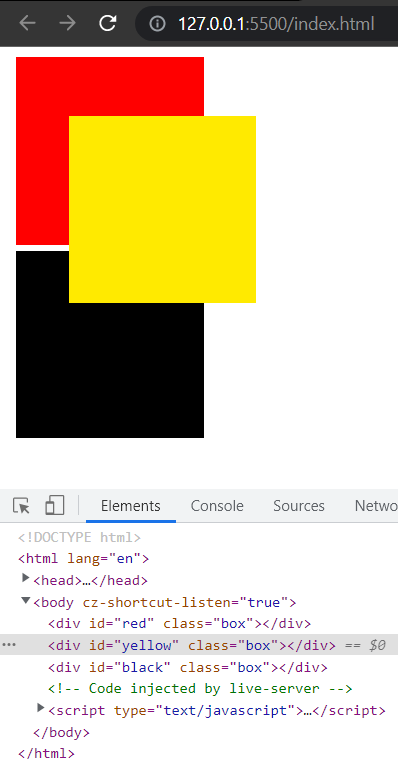 127.0.0.1:5500/index.html
Elements Console Sources Netwo
<!DOCTYPE html>
<html lang="en">
<head>…</head>
<body cz-shortcut-listen="true">
<div id="red" class="box"></div>
<div id="yellow" class="box"></div> == $0
<div id="black" class="box"></div>
<!-- Code injected by live-server -->
<script type="text/javascript">…</script>
</body>
</html>